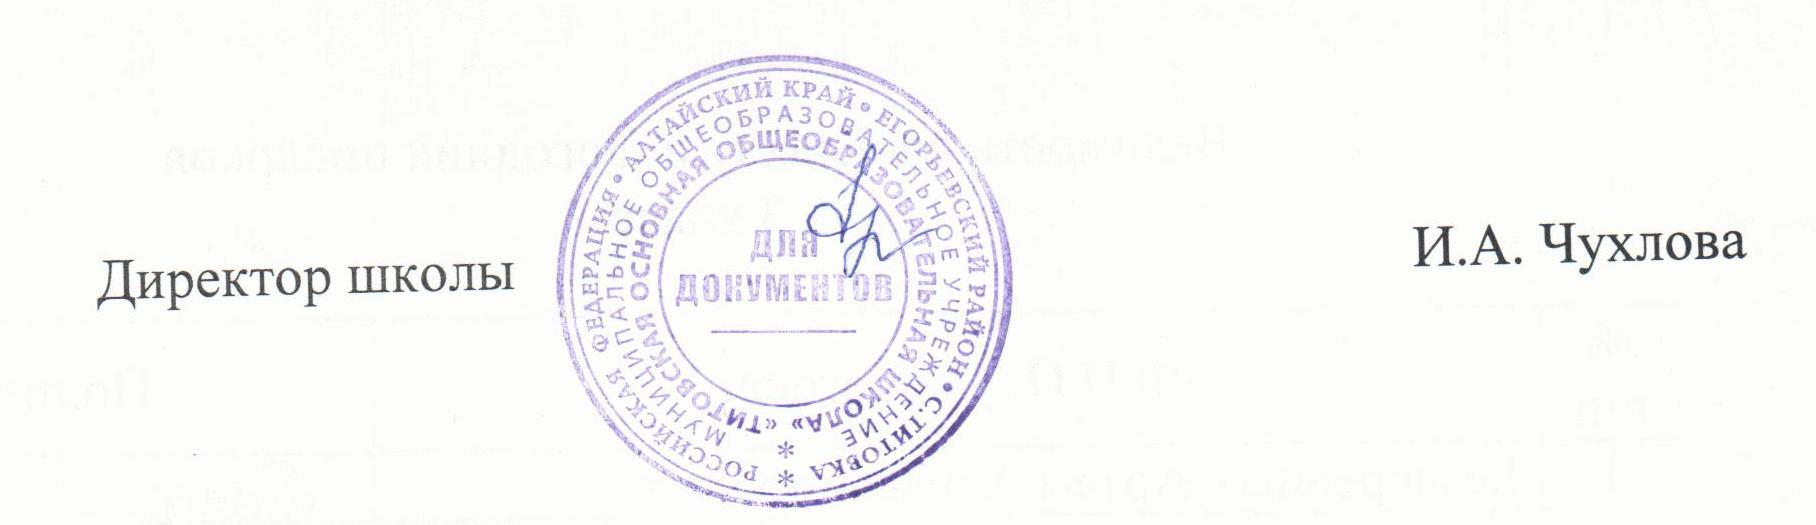 Директор школы
РОССИЙСКАЯ ФЕДЕРАЦИЯ • АЛТАЙСКИЙ КРАЙ • ЕГОРЬЕВСКИЙ РАЙОН • С.ТИТОВКА *
МУНИЦИПАЛЬНОЕ ОБЩЕОБРАЗОВАТЕЛЬНОЕ УЧРЕЖДЕНИЕ *
«ТИТОВСКАЯ ОСНОВНАЯ ОБЩЕОБРАЗОВАТЕЛЬНАЯ ШКОЛА»
ДЛЯ
ДОКУМЕНТОВ
И.А. Чухлова